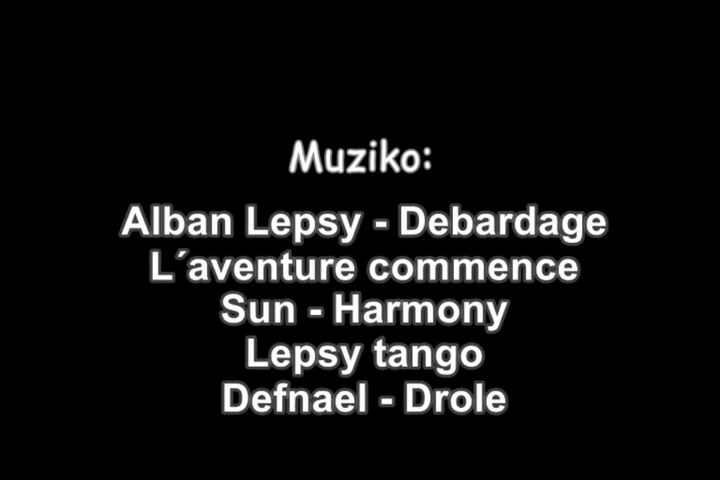 Muziko:
Alban Lepsy - Debardage
L´aventure commence
Sun - Harmony
Lepsy tango
Defnael - Drole